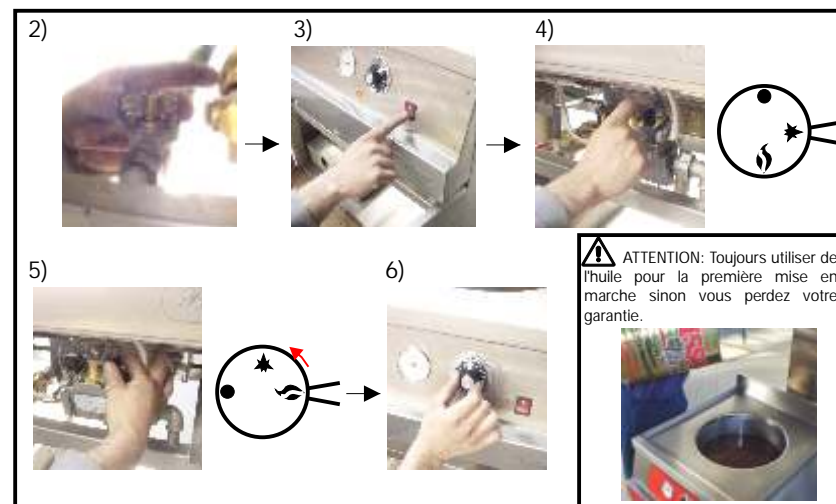 2)
3)
4)
5)
6)
ATTENTION: Toujours utiliser de
l'huile pour la première mise en
marche sinon vous perdez votre
garantie.